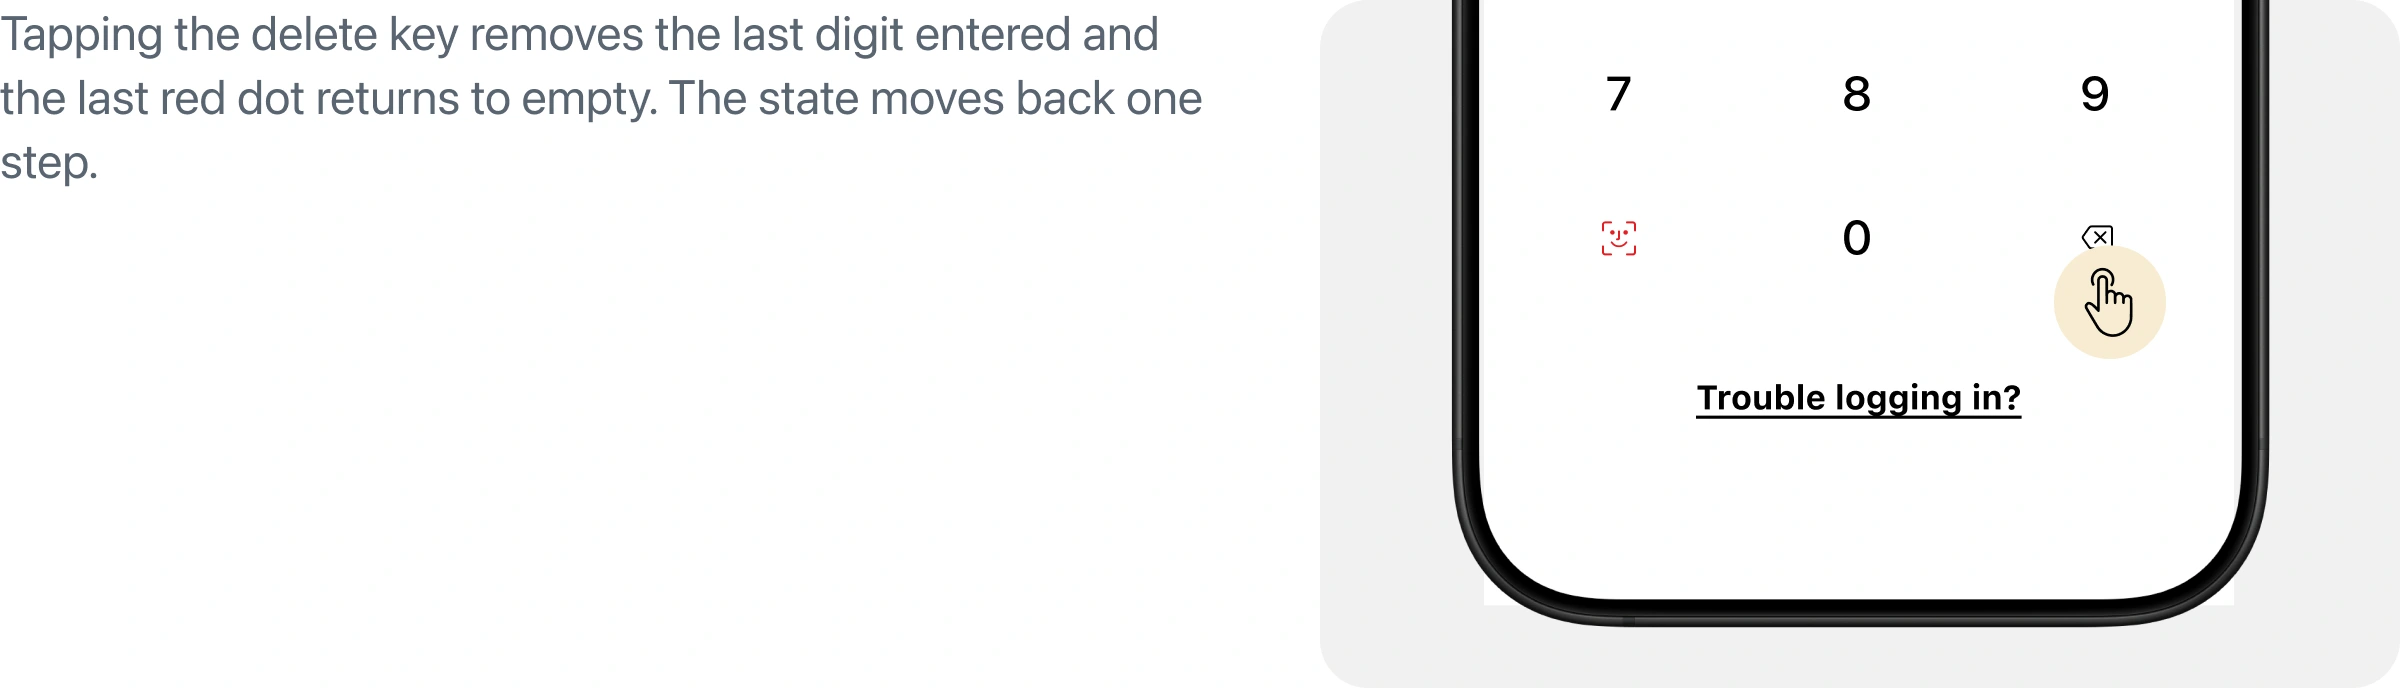 Tapping the delete key removes the last digit entered and
the last red dot returns to empty. The state moves back one
step.
7 8 9
0
Trouble logging in?